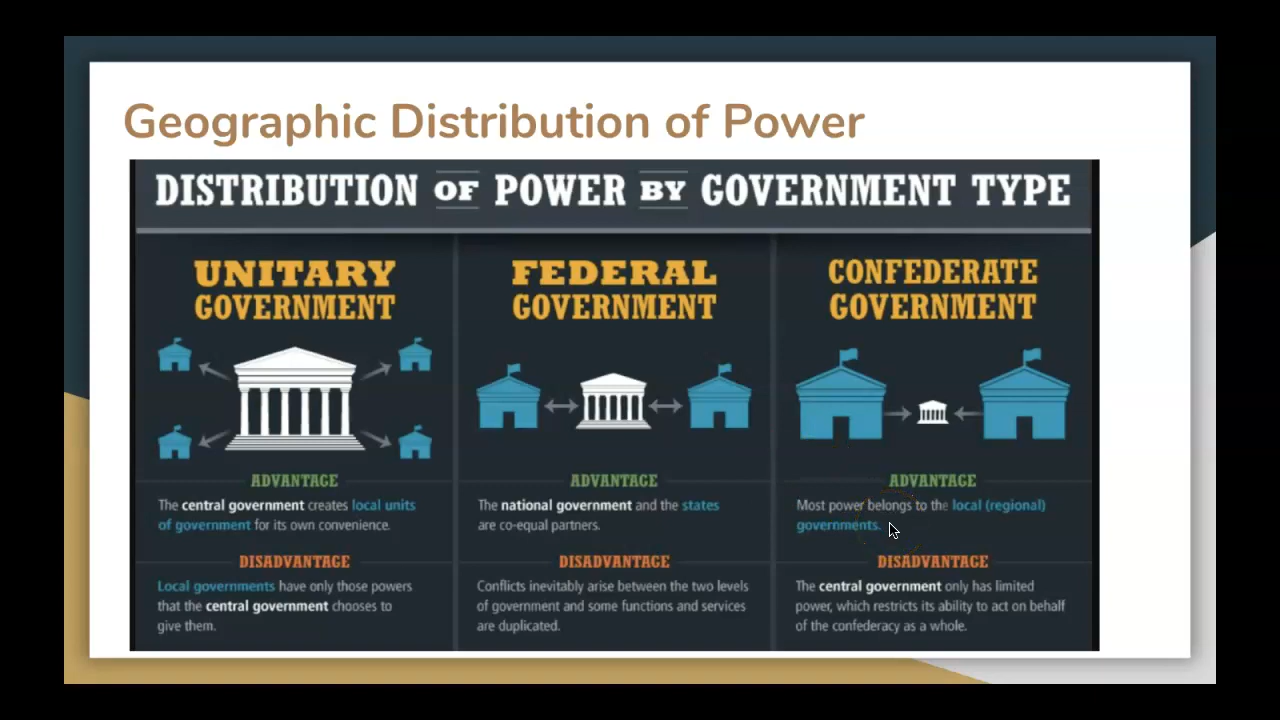 Geographic Distribution of Power
DISTRIBUTION OF POWER BY GOVERNMENT TYPE
UNITARY
GOVERNMENT
ADVANTAGE
The central government creates local units
of government for its own convenience.
DISADVANTAGE
Local governments have only those powers
that the central government chooses to
give them.
FEDERAL
GOVERNMENT
ADVANTAGE
The national government and the states
are co-equal partners.
DISADVANTAGE
Conflicts inevitably arise between the two levels
of government and some functions and services
are duplicated.
CONFEDERATE
GOVERNMENT
ADVANTAGE
Most power belongs to the local (regional)
governments.
DISADVANTAGE
The central government only has limited
power, which restricts its ability to act on behalf
of the confederacy as a whole.